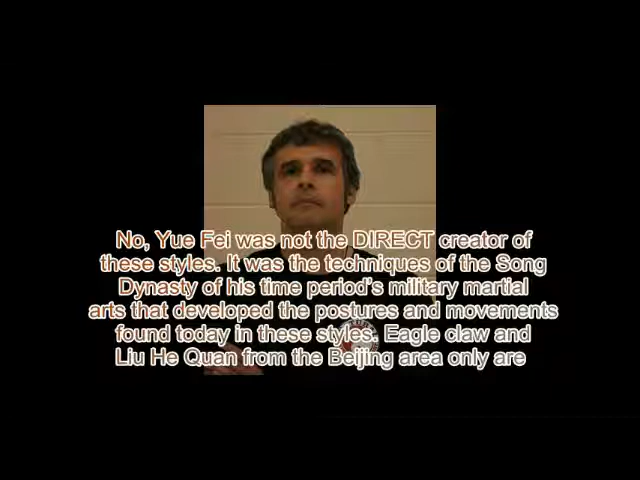 No, Yue Fei was not the DIRECT creator of
these styles. It was the techniques of the Song
Dynasty of his time period's military martial
arts that developed the postures and movements
found today in these styles. Eagle claw and
Liu He Quan from the Beijing area only are